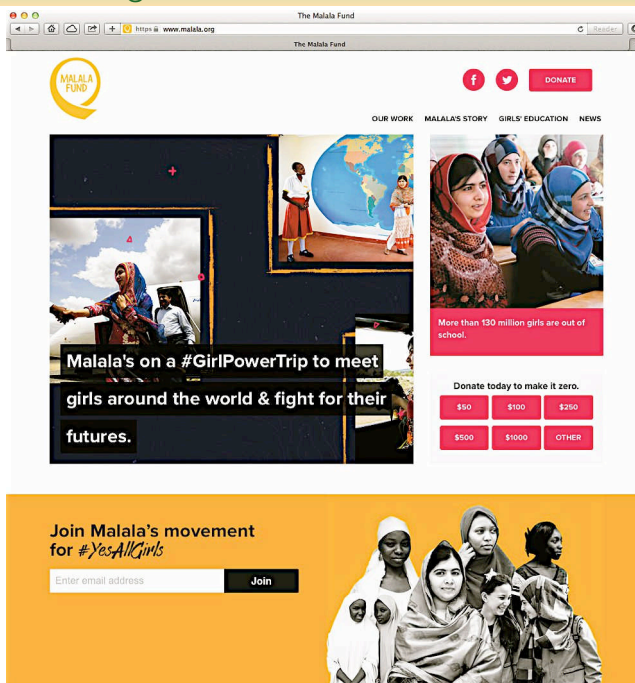 The Malala Fund
https www.malala.org
Reader
The Malala Fund
MALALA
FUND
DONATE
OUR WORK MALALA'S STORY GIRLS' EDUCATION NEWS
More than 130 million girls are out of
school.
Malala's on a #GirlPowerTrip to meet
girls around the world & fight for their
futures.
Donate today to make it zero.
$50 $100 $250
$500 $1000 OTHER
Join Malala's movement
for #YesAllGirls
Enter email address
Join